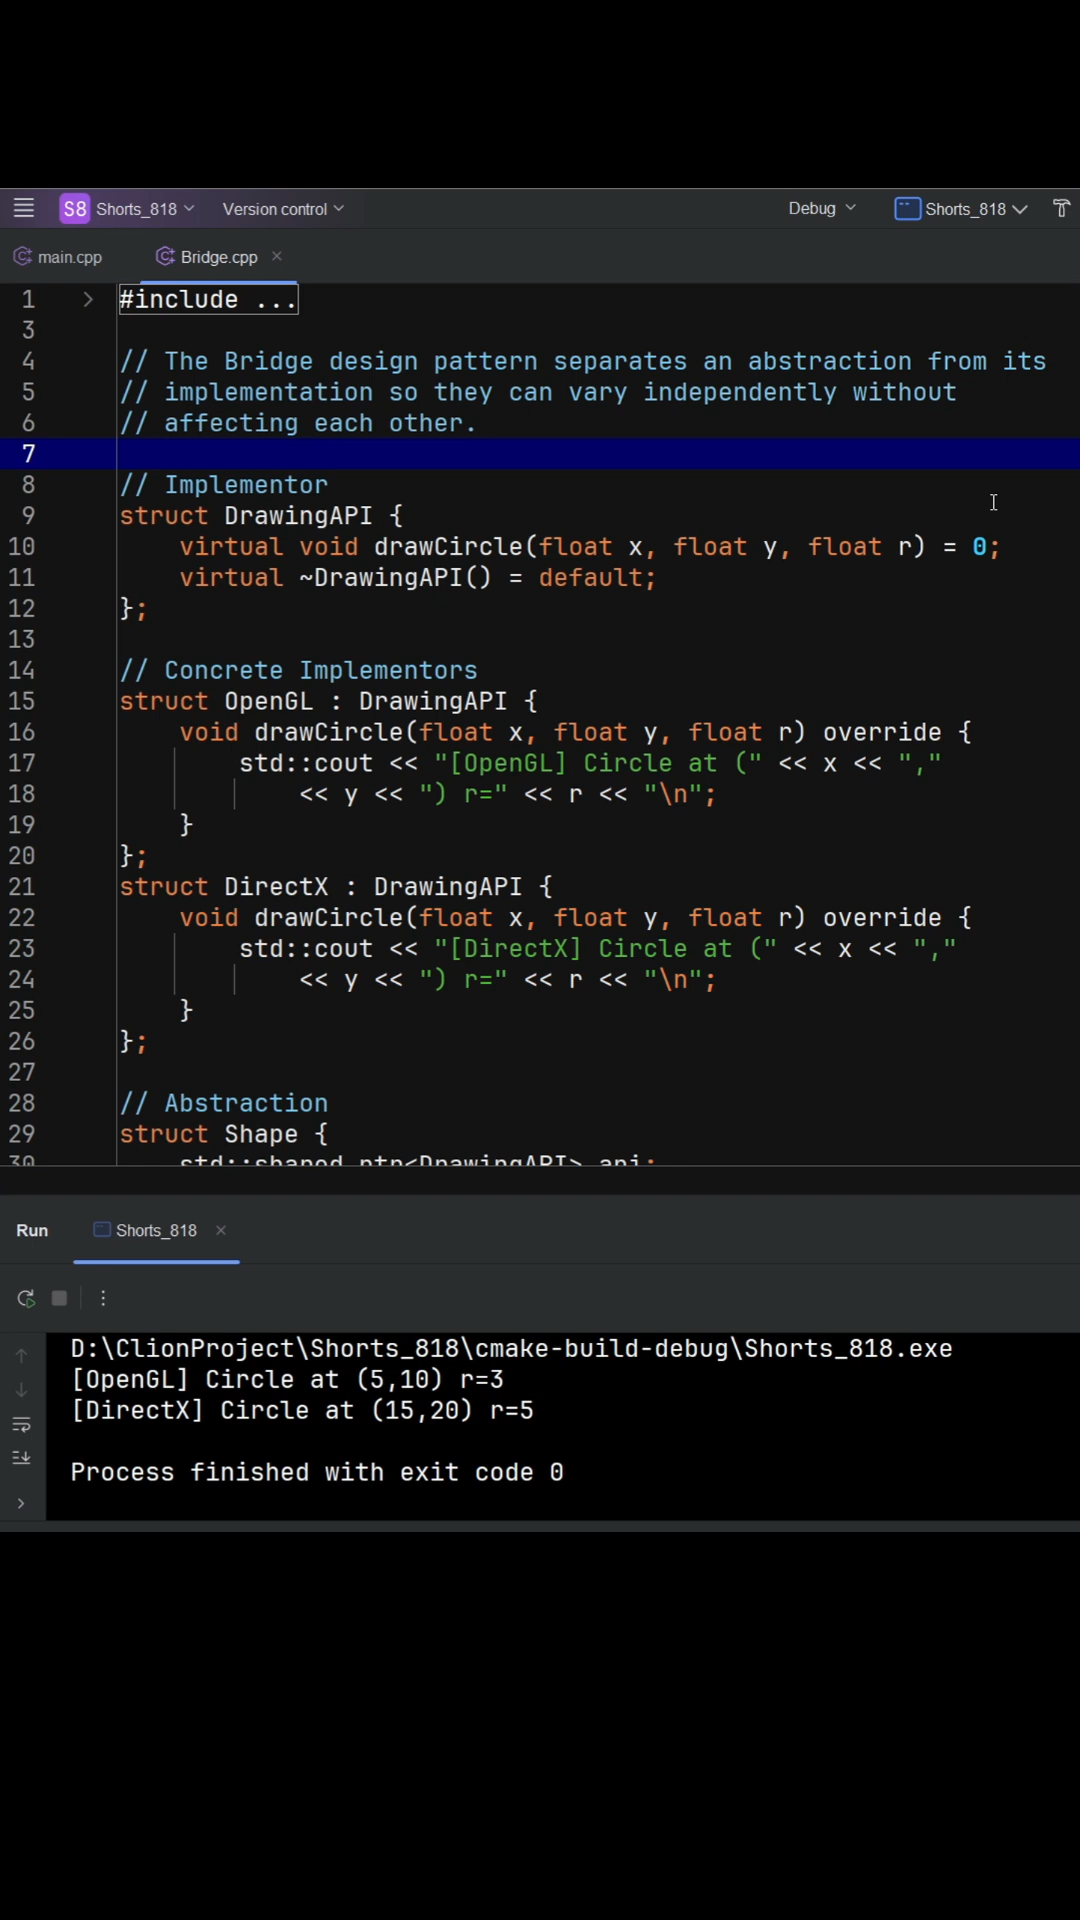 S8 Shorts_818 Version control Debug Shorts_818
main.cpp Bridge.cpp
1 #include ...
3
4 // The Bridge design pattern separates an abstraction from its
5 // implementation so they can vary independently without
6 // affecting each other.
7
8 // Implementor
9 struct DrawingAPI {
10 virtual void drawCircle(float x, float y, float r) = 0;
11 virtual ~DrawingAPI() = default;
12 };
13
14 // Concrete Implementors
15 struct OpenGL : DrawingAPI {
16 void drawCircle(float x, float y, float r) override {
17 std::cout << "[OpenGL] Circle at (" << x << ","
18 << y << ") r=" << r << "\n";
19 }
20 };
21 struct DirectX : DrawingAPI {
22 void drawCircle(float x, float y, float r) override {
23 std::cout << "[DirectX] Circle at (" << x << ","
24 << y << ") r=" << r << "\n";
25 }
26 };
27
28 // Abstraction
29 struct Shape {
30 std::shared_ptr<DrawingAPI> api;
Run Shorts_818
D:\ClionProject\Shorts_818\cmake-build-debug\Shorts_818.exe
[OpenGL] Circle at (5,10) r=3
[DirectX] Circle at (15,20) r=5
Process finished with exit code 0